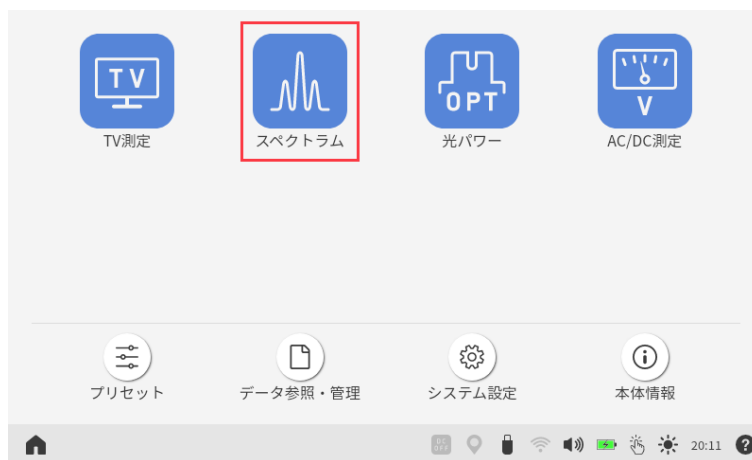 TV
OPT
V
TV測定
スペクトラム
光パワー
AC/DC測定
プリセット
データ参照・管理
システム設定
本体情報
DC
OFF
20:11
?